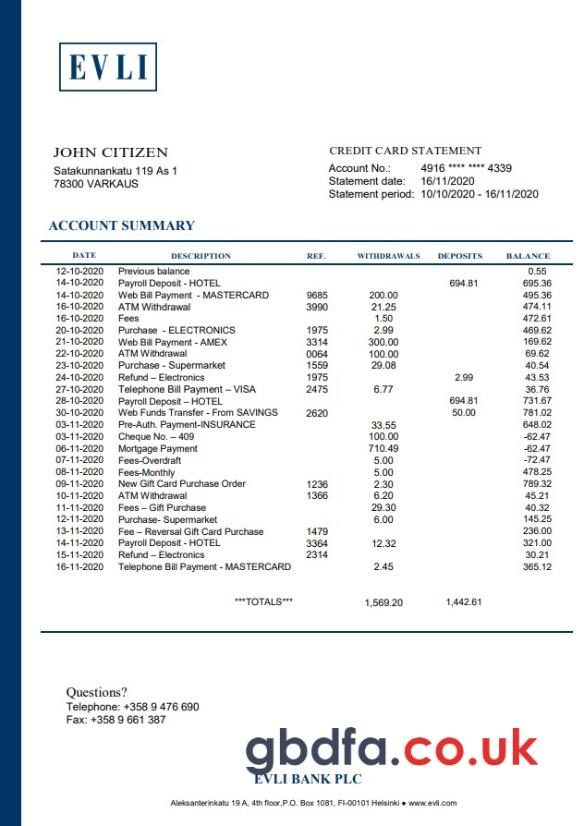 EVLI
JOHN CITIZEN
Satakunnankatu 119 As 1
78300 VARKAUS
CREDIT CARD STATEMENT
Account No.: 4916 **** **** 4339
Statement date: 16/11/2020
Statement period: 10/10/2020 - 16/11/2020
ACCOUNT SUMMARY
DATE DESCRIPTION REF. WITHDRAWALS DEPOSITS BALANCE
12-10-2020 Previous balance 0.55
14-10-2020 Payroll Deposit - HOTEL 694.81 695.36
14-10-2020 Web Bill Payment - MASTERCARD 9685 200.00 495.36
16-10-2020 ATM Withdrawal 3990 21.25 474.11
16-10-2020 Fees 1.50 472.61
20-10-2020 Purchase - ELECTRONICS 1975 2.99 469.62
21-10-2020 Web Bill Payment - AMEX 3314 300.00 169.62
22-10-2020 ATM Withdrawal 0064 100.00 69.62
23-10-2020 Purchase - Supermarket 1559 29.08 40.54
24-10-2020 Refund – Electronics 1975 2.99 43.53
27-10-2020 Telephone Bill Payment – VISA 2475 6.77 36.76
28-10-2020 Payroll Deposit – HOTEL 694.81 731.67
30-10-2020 Web Funds Transfer - From SAVINGS 2620 50.00 781.02
03-11-2020 Pre-Auth. Payment-INSURANCE 33.55 648.02
03-11-2020 Cheque No. – 409 100.00 -62.47
06-11-2020 Mortgage Payment 710.49 -62.47
07-11-2020 Fees-Overdraft 5.00 -72.47
08-11-2020 Fees-Monthly 5.00 478.25
09-11-2020 New Gift Card Purchase Order 1236 2.30 789.32
10-11-2020 ATM Withdrawal 1366 6.20 45.21
11-11-2020 Fees – Gift Purchase 29.30 40.32
12-11-2020 Purchase- Supermarket 6.00 145.25
13-11-2020 Fee – Reversal Gift Card Purchase 1479 236.00
14-11-2020 Payroll Deposit - HOTEL 3364 12.32 321.00
15-11-2020 Refund – Electronics 2314 30.21
16-11-2020 Telephone Bill Payment - MASTERCARD 2.45 365.12
***TOTALS*** 1,569.20 1,442.61
Questions?
Telephone: +358 9 476 690
Fax: +358 9 661 387
gbdfa.co.uk
EVLI BANK PLC
Aleksanterinkatu 19 A, 4th floor,P.O. Box 1081, FI-00101 Helsinki ● www.evli.com